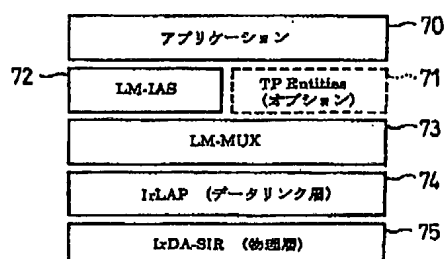 アプリケーション
70
72
LM-IAS
TP Entities
(オプション)
71
LM-MUX
73
IrLAP (データリンク層)
74
IrDA-SIR (物理層)
75